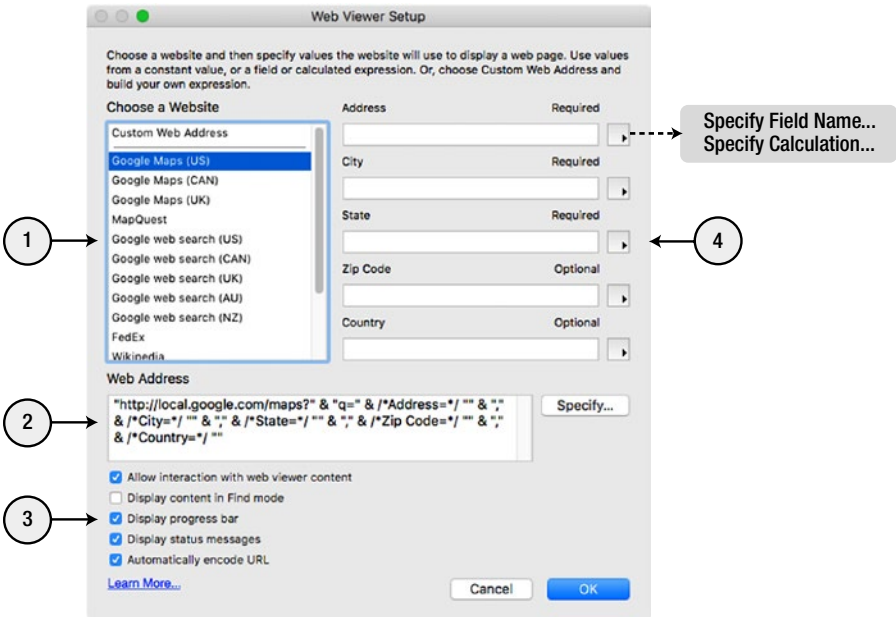 Web Viewer Setup
Choose a website and then specify values the website will use to display a web page. Use values
from a constant value, or a field or calculated expression. Or, choose Custom Web Address and
build your own expression.
Choose a Website
Custom Web Address
Google Maps (US)
Google Maps (CAN)
Google Maps (UK)
MapQuest
Google web search (US)
Google web search (CAN)
Google web search (UK)
Google web search (AU)
Google web search (NZ)
FedEx
Wikipedia
Address Required
City Required
State Required
Zip Code Optional
Country Optional
Specify Field Name...
Specify Calculation...
1
4
Web Address
"http://local.google.com/maps?" & "q=" & /*Address=*/ "" & ","
& /*City=*/ "" & "," & /*State=*/ "" & "," & /*Zip Code=*/ "" & ","
& /*Country=*/ ""
Specify...
2
Allow interaction with web viewer content
Display content in Find mode
Display progress bar
Display status messages
Automatically encode URL
3
Learn More...
Cancel
OK